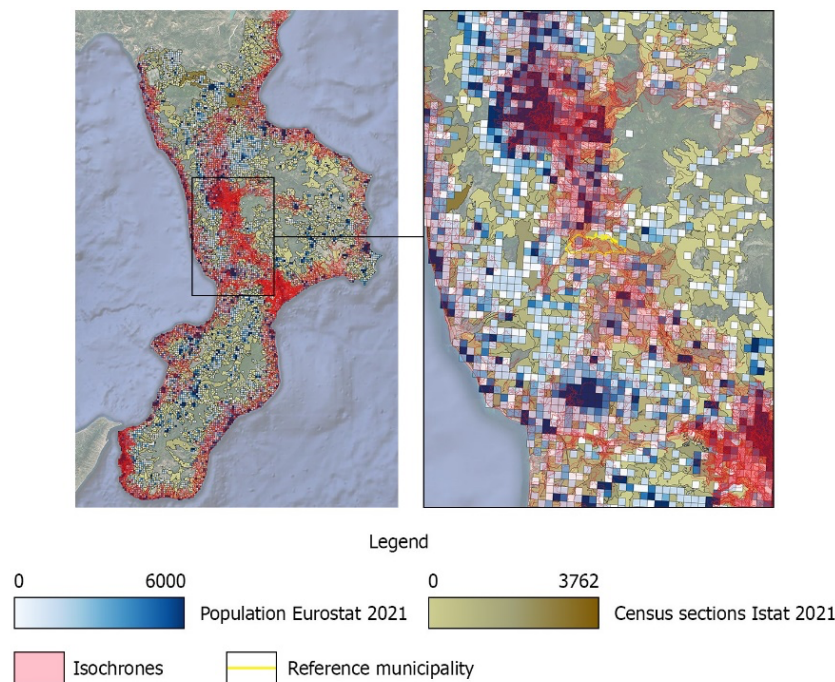 Legend
0 6000 Population Eurostat 2021
0 3762 Census sections Istat 2021
Isochrones
Reference municipality